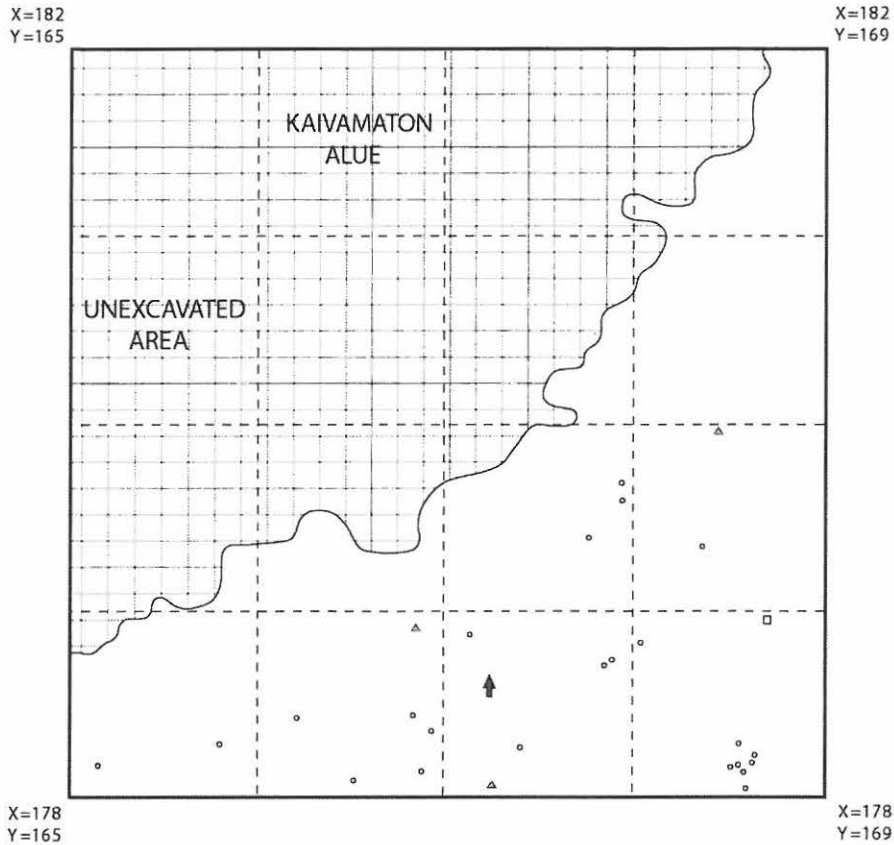 X=182
Y=165
X=182
Y=169
KAIVAMATON
ALUE
UNEXCAVATED
AREA
X=178
Y=165
X=178
Y=169